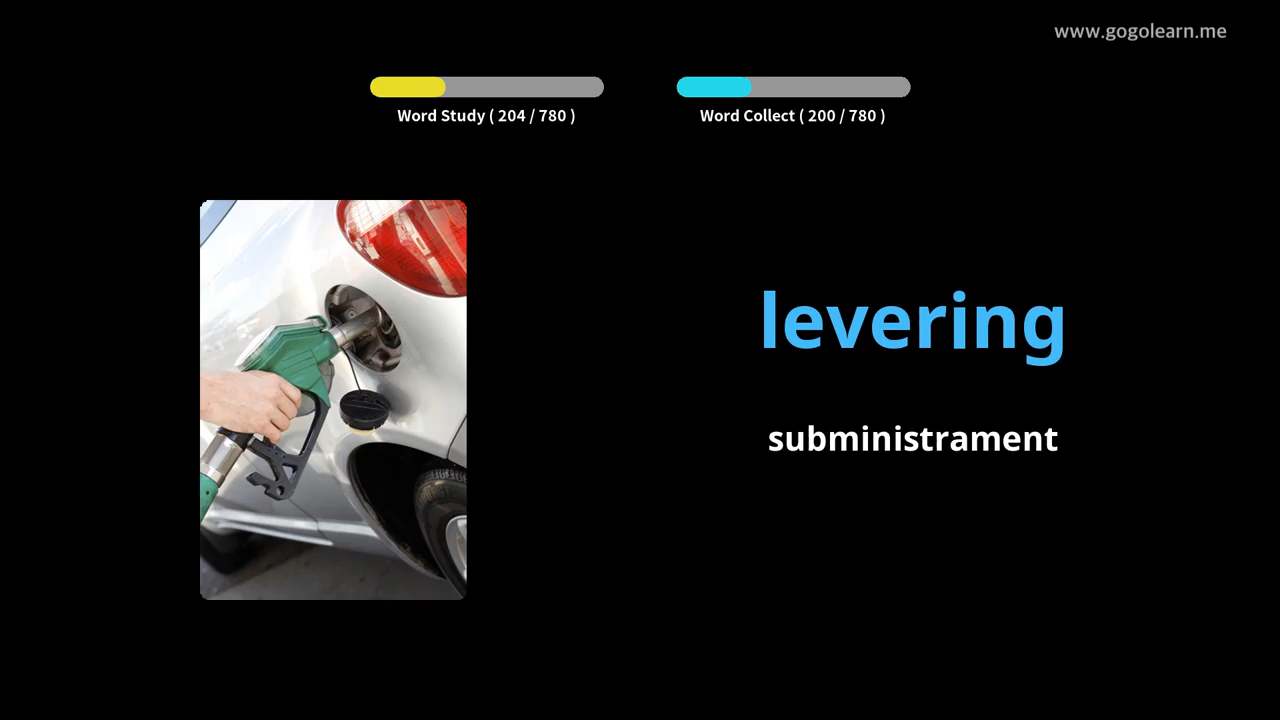 www.gogolearn.me
Word Study ( 204 / 780 )
Word Collect ( 200 / 780 )
levering
subministrament